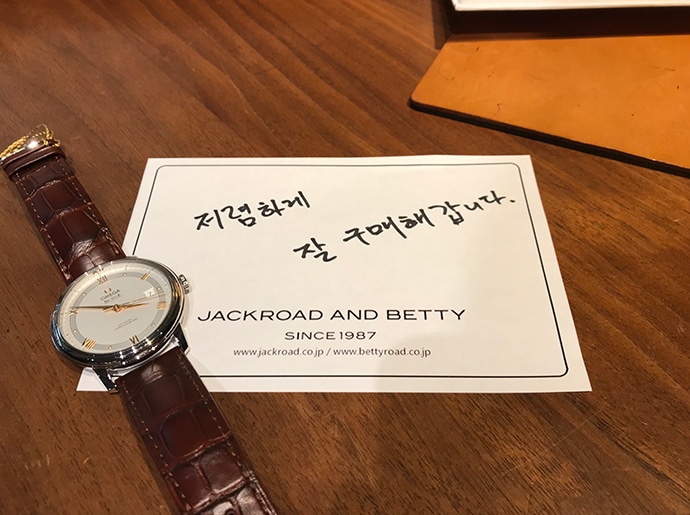 저렴하게
잘 구매해 갑니다.
JACKROAD AND BETTY
SINCE 1987
www.jackroad.co.jp / www.bettyroad.co.jp
Ω
OMEGA